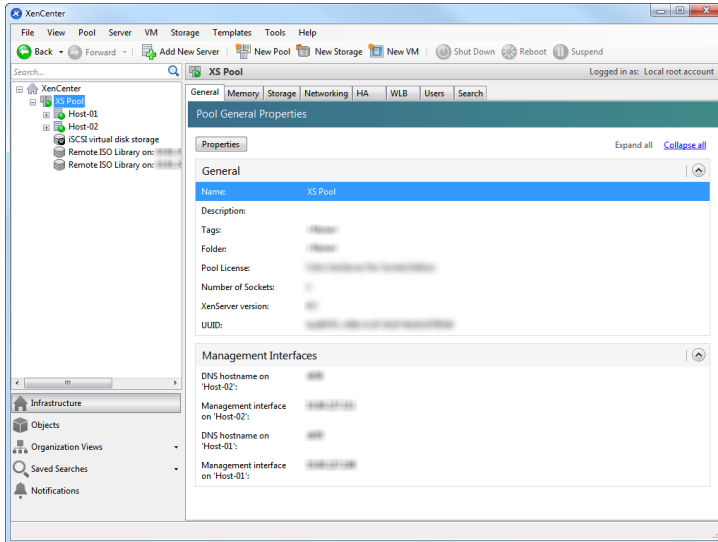 XenCenter
File View Pool Server VM Storage Templates Tools Help
Back Forward Add New Server New Pool New Storage New VM Shut Down Reboot Suspend
Search...
XS Pool Logged in as: Local root account
XenCenter
XS Pool
Host-01
Host-02
iSCSI virtual disk storage
Remote ISO Library on:
Remote ISO Library on:
General Memory Storage Networking HA WLB Users Search
Pool General Properties
Properties Expand all Collapse all
General
Name: XS Pool
Description:
Tags:
Folder:
Pool License:
Number of Sockets:
XenServer version:
UUID:
Management Interfaces
DNS hostname on
'Host-02':
Management interface
on 'Host-02':
DNS hostname on
'Host-01':
Management interface
on 'Host-01':
Infrastructure
Objects
Organization Views
Saved Searches
Notifications